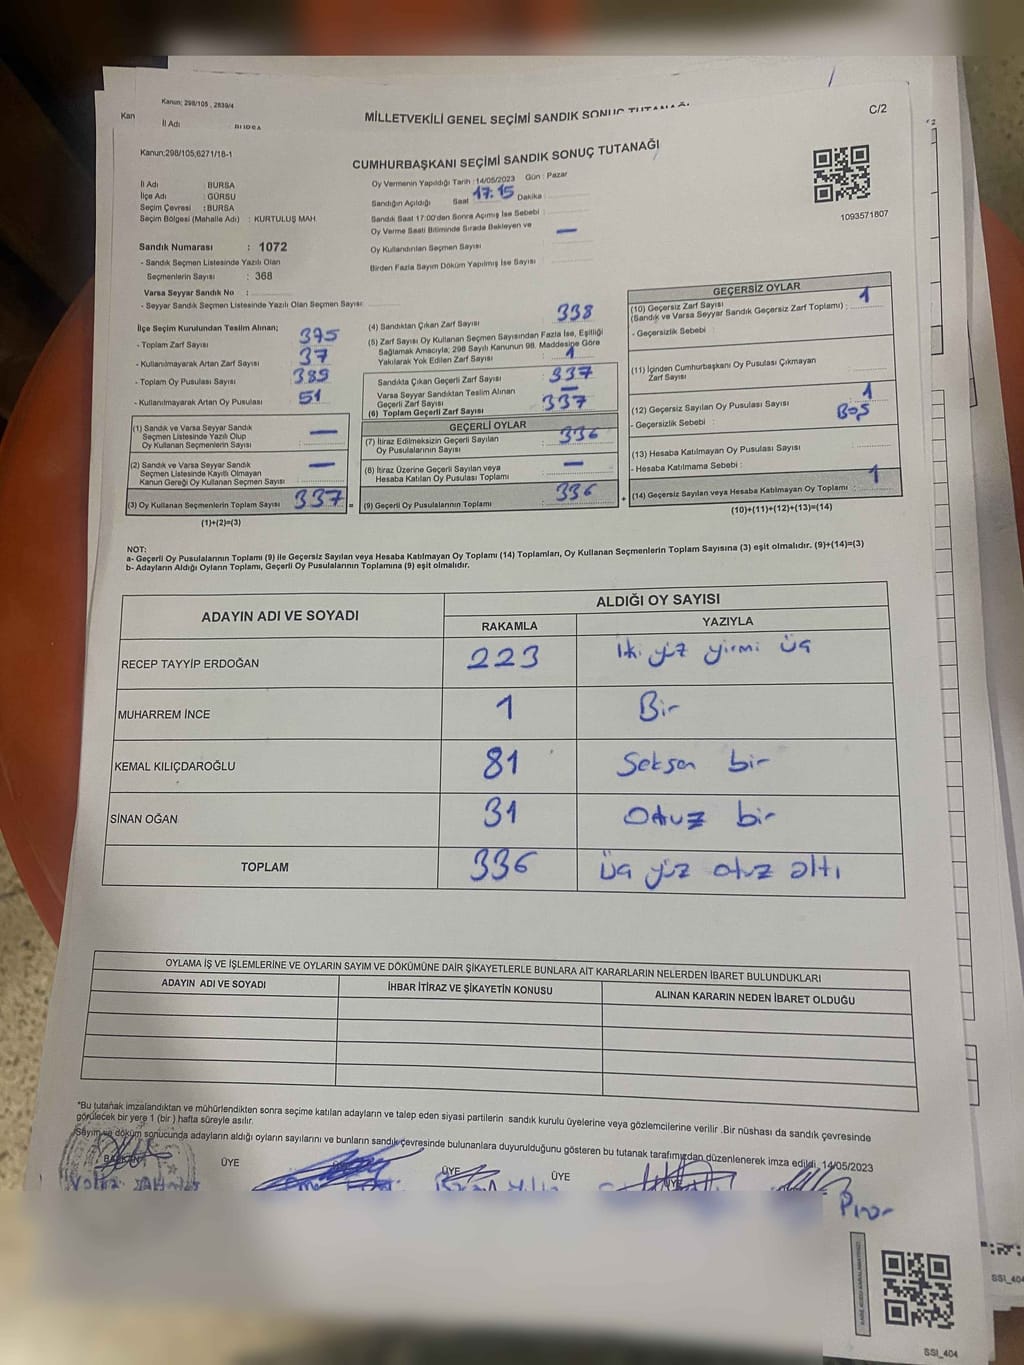 Kanun; 298/105 , 2839/4
Kan
İl Adı
MİLLETVEKİLİ GENEL SEÇİMİ SANDIK SONUÇ TUTANAĞI
C/2
Kanun:298/105,6271/18-1
CUMHURBAŞKANI SEÇİMİ SANDIK SONUÇ TUTANAĞI
İl Adı : BURSA
İlçe Adı : GÜRSU
Seçim Çevresi : BURSA
Seçim Bölgesi (Mahalle Adı) : KURTULUŞ MAH.
Oy Vermenin Yapıldığı Tarih : 14/05/2023 Gün : Pazar
Sandığın Açıldığı Saat 17:15 Dakika :
Sandık Saat 17:00'den Sonra Açılmış İse Sebebi :
Oy Verme Saati Bitiminde Sırada Bekleyen ve
Oy Kullandırılan Seçmen Sayısı —
Birden Fazla Sayım Döküm Yapılmış İse Sayısı
1093571807
Sandık Numarası : 1072
- Sandık Seçmen Listesinde Yazılı Olan
Seçmenlerin Sayısı : 368
Varsa Seyyar Sandık No :
- Seyyar Sandık Seçmen Listesinde Yazılı Olan Seçmen Sayısı
İlçe Seçim Kurulundan Teslim Alınan;
- Toplam Zarf Sayısı
- Kullanılmayarak Artan Zarf Sayısı 37
- Toplam Oy Pusulası Sayısı 389
- Kullanılmayarak Artan Oy Pusulası 51
(1) Sandık ve Varsa Seyyar Sandık
Seçmen Listesinde Yazılı Olup
Oy Kullanan Seçmenlerin Sayısı —
(2) Sandık ve Varsa Seyyar Sandık
Seçmen Listesinde Kayıtlı Olmayan
Kanun Gereği Oy Kullanan Seçmen Sayısı —
(3) Oy Kullanan Seçmenlerin Toplam Sayısı 337 =
(1)+(2)=(3)
(4) Sandıktan Çıkan Zarf Sayısı 338
(5) Zarf Sayısı Oy Kullanan Seçmen Sayısından Fazla İse, Eşitliği
Sağlamak Amacıyla; 298 Sayılı Kanunun 98. Maddesine Göre
Yakılarak Yok Edilen Zarf Sayısı 1
Sandıkta Çıkan Geçerli Zarf Sayısı 337
Varsa Seyyar Sandıktan Teslim Alınan
Geçerli Zarf Sayısı —
(6) Toplam Geçerli Zarf Sayısı 337
GEÇERLİ OYLAR
(7) İtiraz Edilmeksizin Geçerli Sayılan
Oy Pusulalarının Sayısı 336
(8) İtiraz Üzerine Geçerli Sayılan veya
Hesaba Katılan Oy Pusulası Toplamı —
(9) Geçerli Oy Pusulalarının Toplamı 336 +
GEÇERSİZ OYLAR
(10) Geçersiz Zarf Sayısı
(Sandık ve Varsa Seyyar Sandık Geçersiz Zarf Toplamı) : 1
- Geçersizlik Sebebi :
(11) İçinden Cumhurbaşkanı Oy Pusulası Çıkmayan
Zarf Sayısı
(12) Geçersiz Sayılan Oy Pusulası Sayısı 1
- Geçersizlik Sebebi : Boş
(13) Hesaba Katılmayan Oy Pusulası Sayısı
- Hesaba Katılmama Sebebi :
(14) Geçersiz Sayılan veya Hesaba Katılmayan Oy Toplamı : 1
(10)+(11)+(12)+(13)=(14)
NOT:
a- Geçerli Oy Pusulalarının Toplamı (9) ile Geçersiz Sayılan veya Hesaba Katılmayan Oy Toplamı (14) Toplamları, Oy Kullanan Seçmenlerin Toplam Sayısına (3) eşit olmalıdır. (9)+(14)=(3)
b- Adayların Aldığı Oyların Toplamı, Geçerli Oy Pusulalarının Toplamına (9) eşit olmalıdır.
ADAYIN ADI VE SOYADI
ALDIĞI OY SAYISI
RAKAMLA YAZIYLA
RECEP TAYYİP ERDOĞAN 223 iki yüz yirmi üç
MUHARREM İNCE 1 Bir
KEMAL KILIÇDAROĞLU 81 Seksen bir
SİNAN OĞAN 31 Otuz bir
TOPLAM 336 üç yüz otuz altı
OYLAMA İŞ VE İŞLEMLERİNE VE OYLARIN SAYIM VE DÖKÜMÜNE DAİR ŞİKAYETLERLE BUNLARA AİT KARARLARIN NELERDEN İBARET BULUNDUKLARI
ADAYIN ADI VE SOYADI İHBAR İTİRAZ VE ŞİKAYETİN KONUSU ALINAN KARARIN NEDEN İBARET OLDUĞU
*Bu tutanak imzalandıktan ve mühürlendikten sonra seçime katılan adayların ve talep eden siyasi partilerin sandık kurulu üyelerine veya gözlemcilerine verilir .Bir nüshası da sandık çevresinde
görülecek bir yere 1 (bir ) hafta süreyle asılır.
Sayım ve döküm sonucunda adayların aldığı oyların sayılarını ve bunların sandık çevresinde bulunanlara duyurulduğunu gösteren bu tutanak tarafımızdan düzenlenerek imza edildi. 14/05/2023
BAŞKAN ÜYE ÜYE ÜYE ÜYE
SSİ_404
SSİ_404